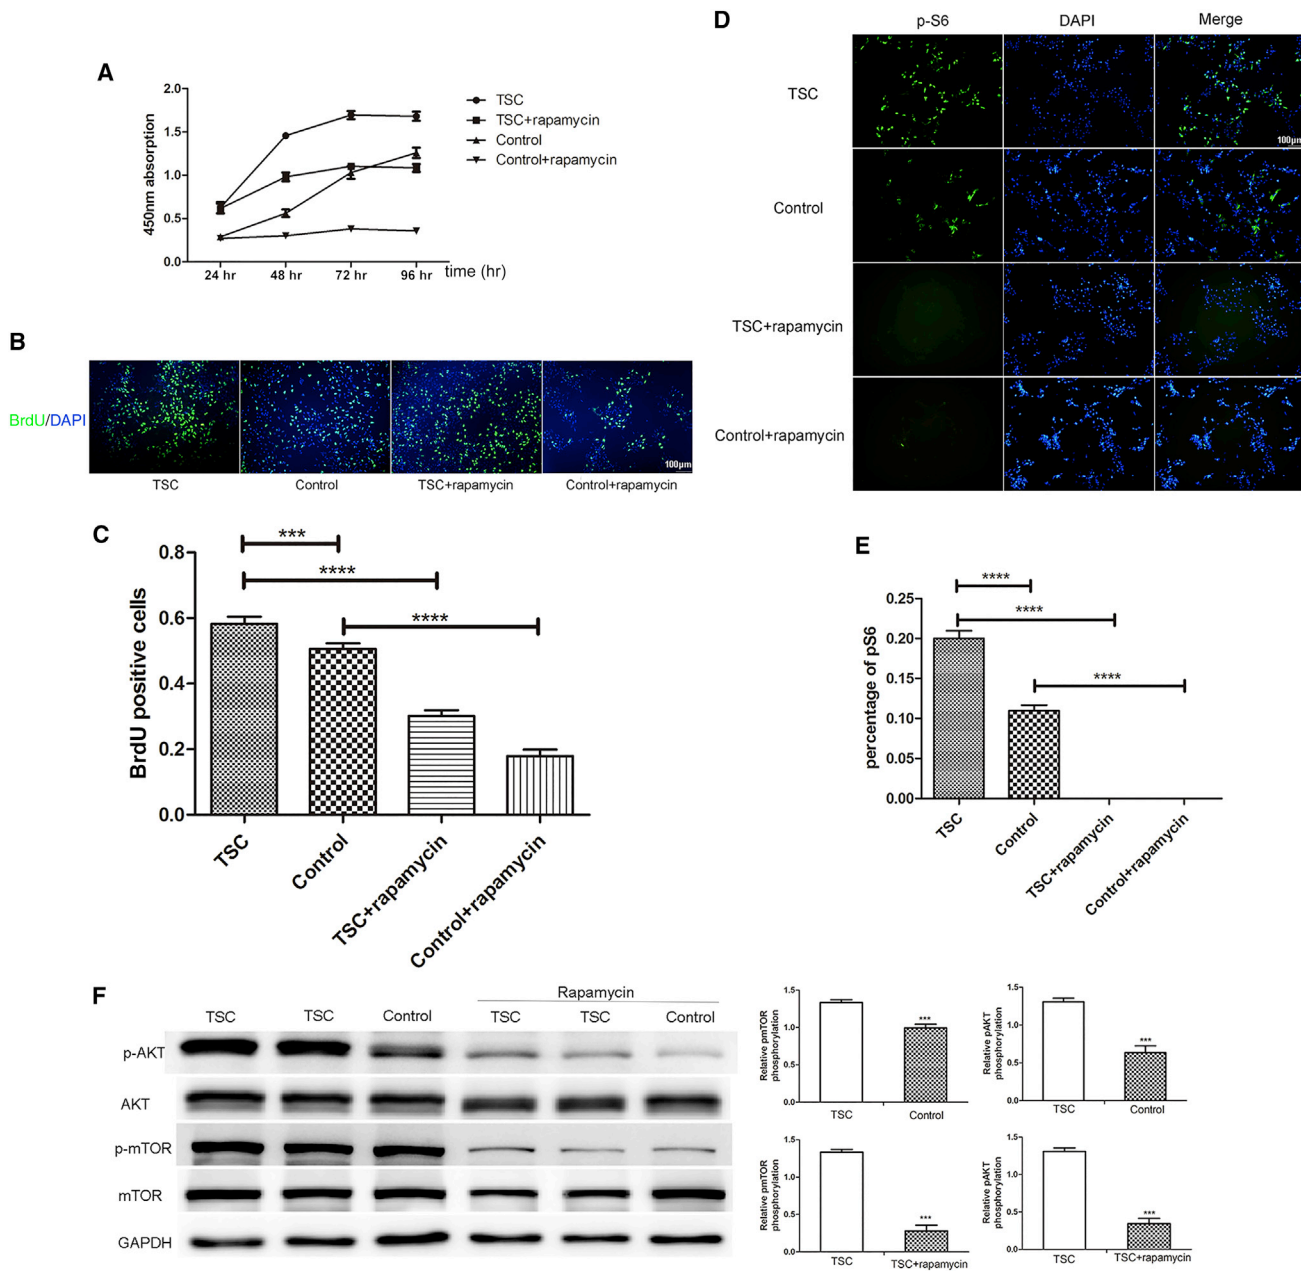 A
2.0
1.5
1.0
0.5
0.0
450nm absorption
24 hr 48 hr 72 hr 96 hr time (hr)
TSC
TSC+rapamycin
Control
Control+rapamycin
B
BrdU/DAPI
100μm
TSC Control TSC+rapamycin Control+rapamycin
C
***
****
****
0.8
0.6
0.4
0.2
0.0
BrdU positive cells
TSC
Control
TSC+rapamycin
Control+rapamycin
D
p-S6 DAPI Merge
TSC
100μm
Control
TSC+rapamycin
Control+rapamycin
E
****
****
****
0.25
0.20
0.15
0.10
0.05
0.00
percentage of pS6
TSC
Control
TSC+rapamycin
Control+rapamycin
F
Rapamycin
TSC TSC Control TSC TSC Control
p-AKT
AKT
p-mTOR
mTOR
GAPDH
1.5
1.0
0.5
0.0
Relative pmTOR
phosphorylation
***
TSC Control
1.5
1.0
0.5
0.0
Relative pAKT
phosphorylation
***
TSC Control
1.5
1.0
0.5
0.0
Relative pmTOR
phosphorylation
***
TSC TSC+rapamycin
1.5
1.0
0.5
0.0
Relative pAKT
phosphorylation
***
TSC TSC+rapamycin